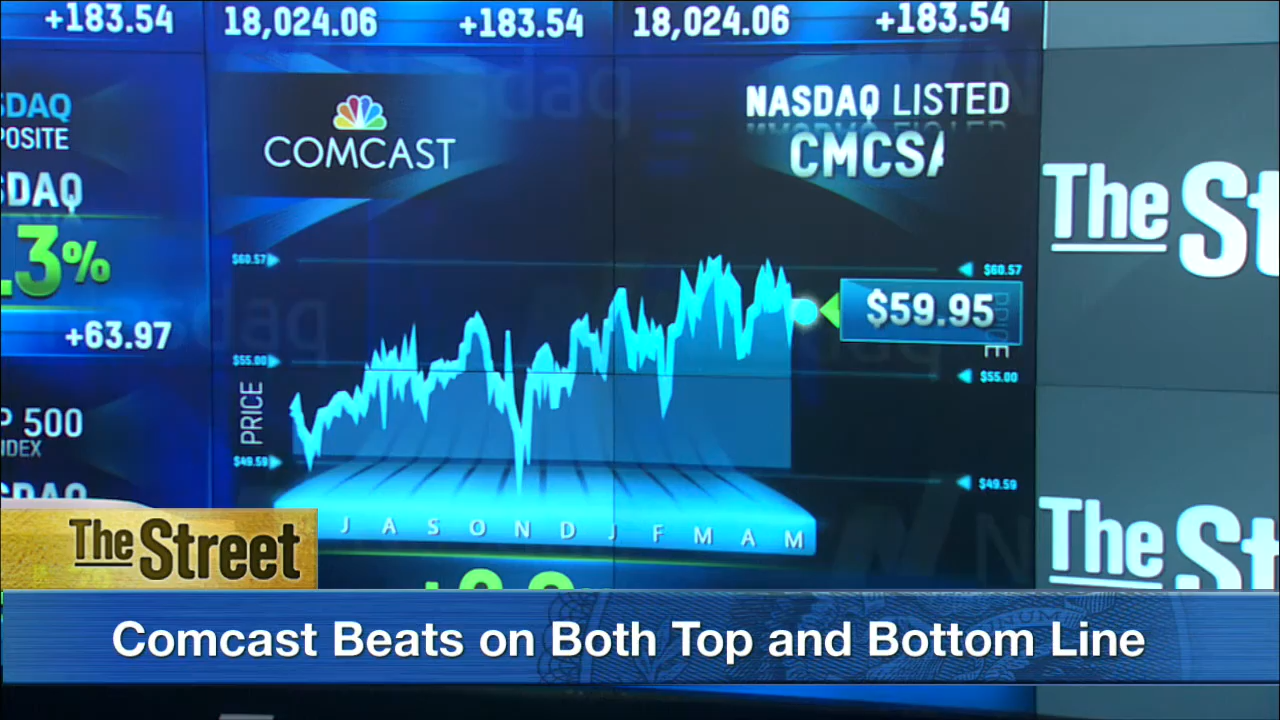 +183.54 18,024.06 +183.54 18,024.06 +183.54
COMCAST
NASDAQ LISTED
CMCSA
SDAQ
POSITE
SDAQ
.3%
+63.97
P 500
NDEX
SDAQ
The St
$60.57
$55.00
$49.59
PRICE
$60.57
$59.95
$55.00
$49.59
J A S O N D J F M A M
The St
The Street
Comcast Beats on Both Top and Bottom Line